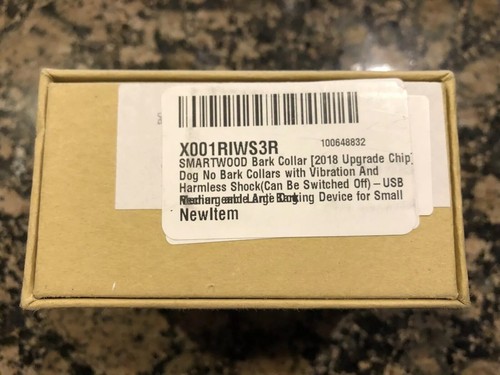 X001RIWS3R
100648832
SMARTWOOD Bark Collar [2018 Upgrade Chip]
Dog No Bark Collars with Vibration And
Harmless Shock(Can Be Switched Off) – USB
Barking Device for Small
NewItem